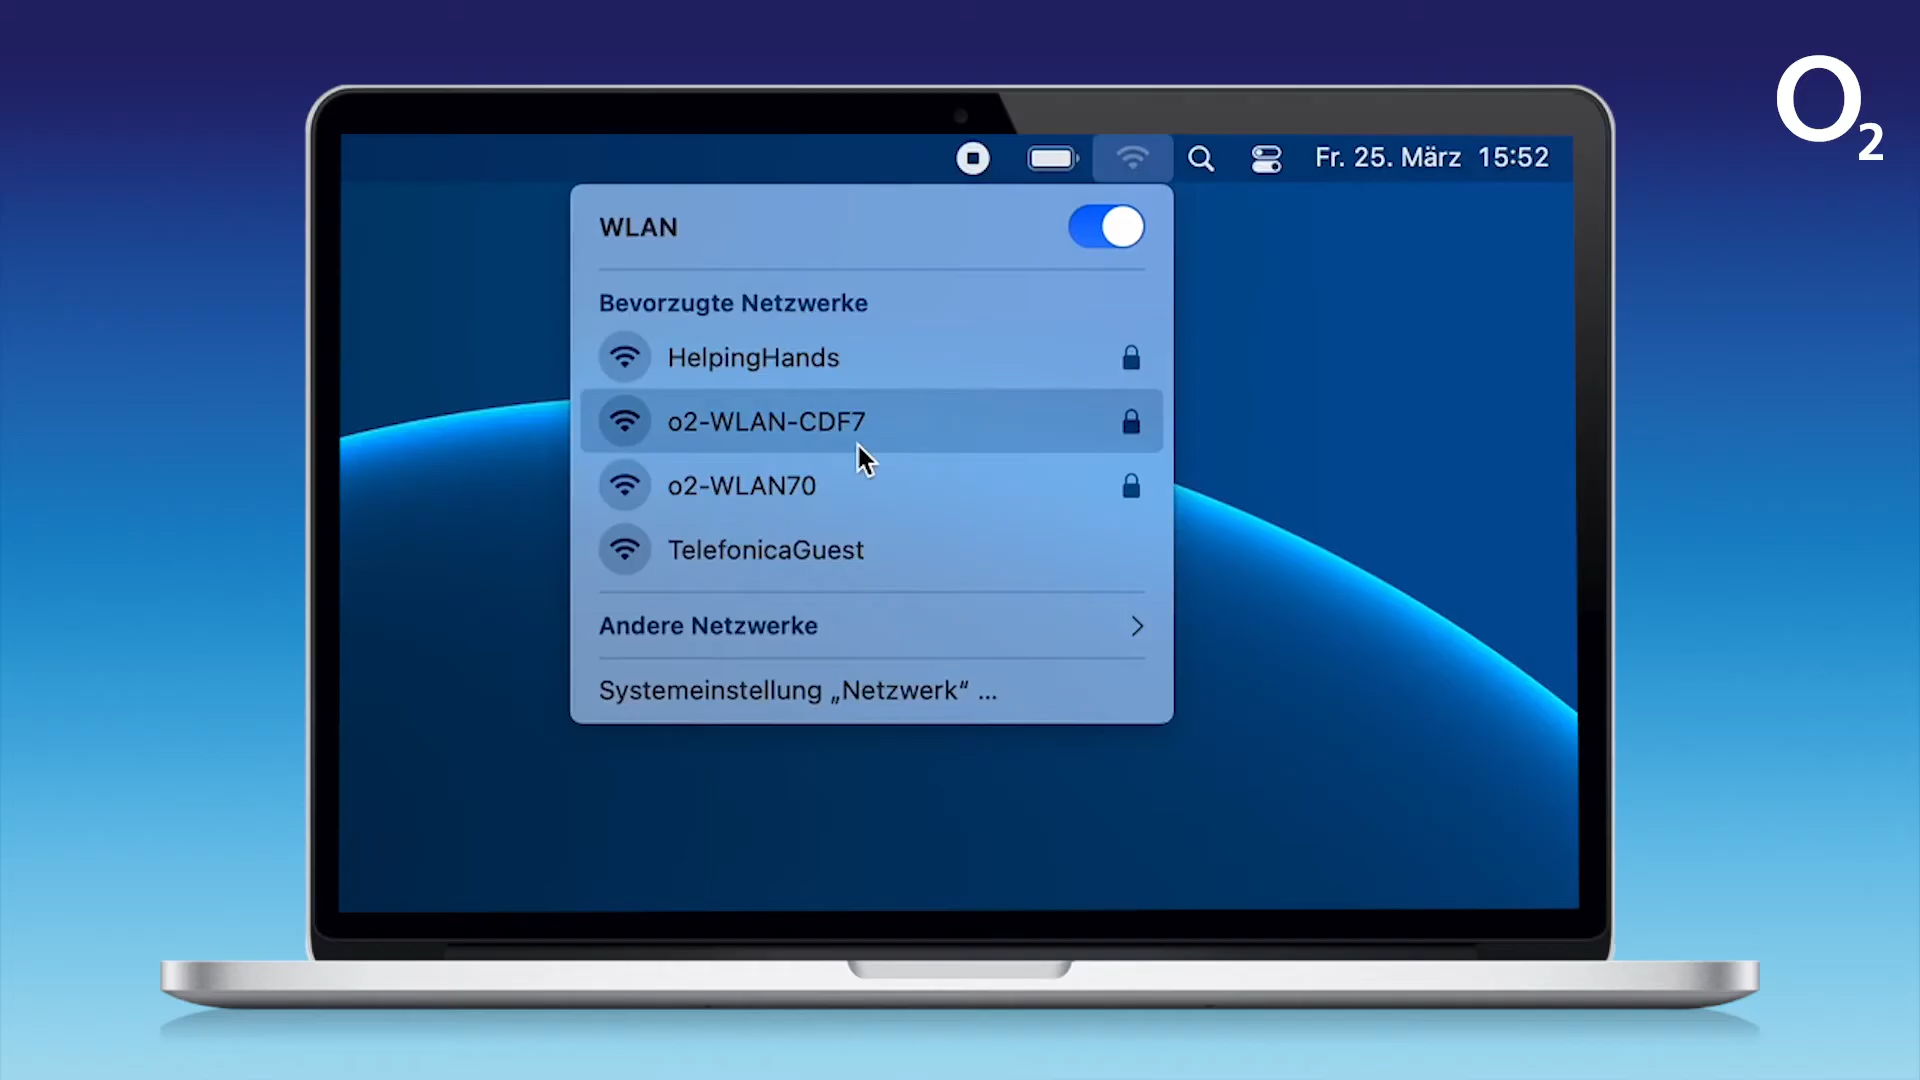 O2
Fr. 25. März 15:52
WLAN
Bevorzugte Netzwerke
HelpingHands
o2-WLAN-CDF7
o2-WLAN70
TelefonicaGuest
Andere Netzwerke
Systemeinstellung „Netzwerk“ ...